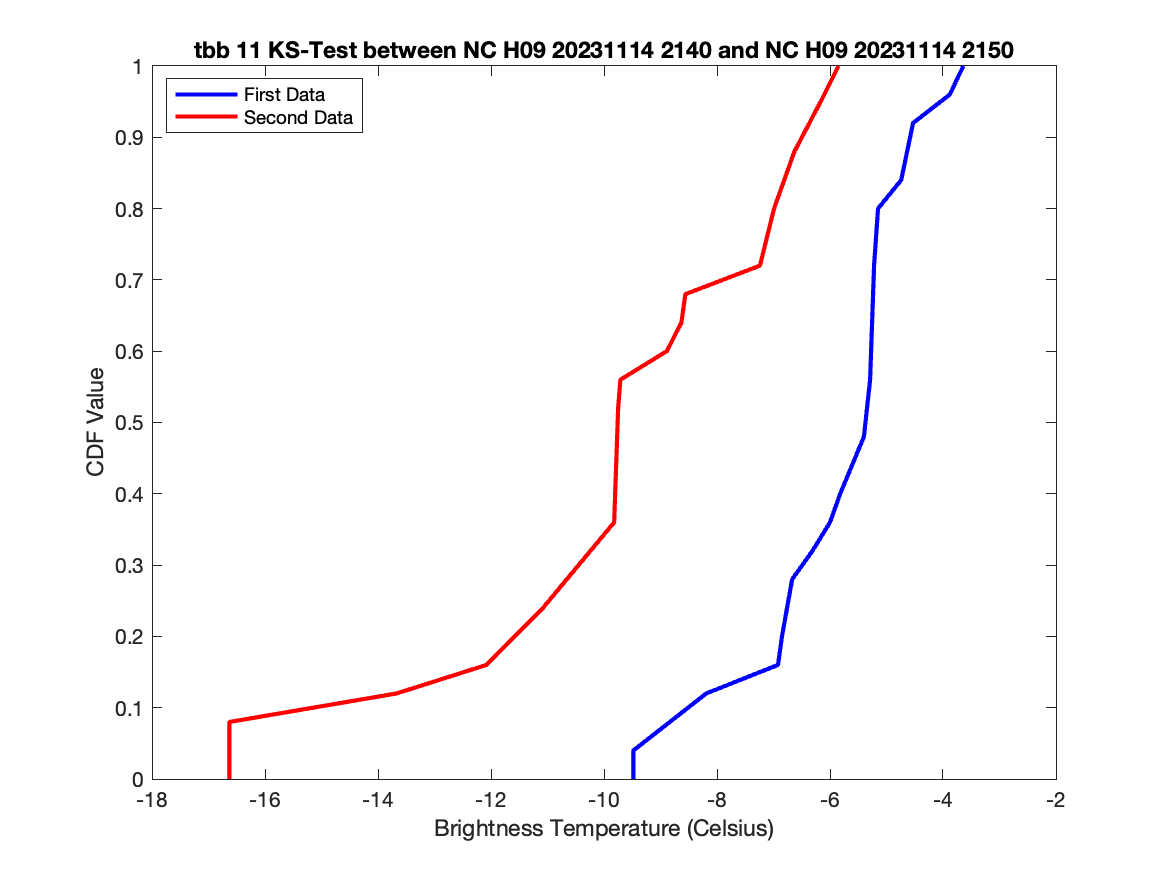 tbb 11 KS-Test between NC H09 20231114 2140 and NC H09 20231114 2150
First Data
Second Data
1
0.9
0.8
0.7
0.6
0.5
0.4
0.3
0.2
0.1
0
CDF Value
-18 -16 -14 -12 -10 -8 -6 -4 -2
Brightness Temperature (Celsius)